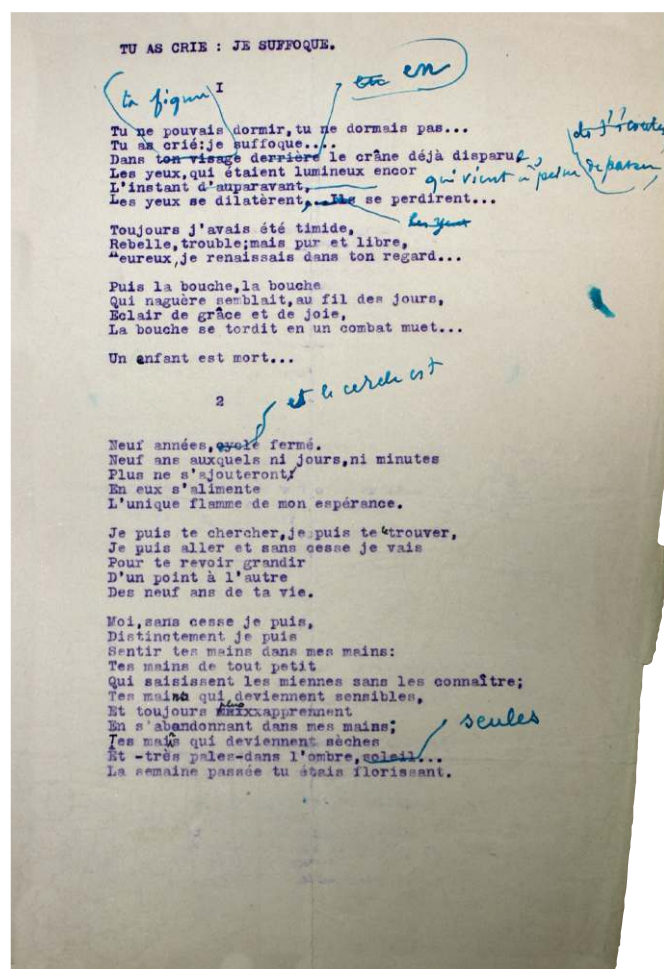 TU AS CRIE : JE SUFFOQUE.
en
ta figure
I
Tu ne pouvais dormir,tu ne dormais pas...
Tu as crié:je suffoque....
Dans ton visage derrière le crâne déjà disparue
Les yeux,qui étaient lumineux encor
qui vient à peine
L'instant d'auparavant,
Les yeux se dilatèrent, Ils se perdirent...
Les yeux
Toujours j'avais été timide,
Rebelle,trouble;mais pur et libre,
Heureux,je renaissais dans ton regard...
Puis la bouche,la bouche
Qui naguère semblait,au fil des jours,
Eclair de grâce et de joie,
La bouche se tordit en un combat muet...
Un enfant est mort...
et le cercle est
2
Neuf années,cycle fermé.
Neuf ans auxquels ni jours,ni minutes
Plus ne s'ajouteront:
En eux s'alimente
L'unique flamme de mon espérance.
Je puis te chercher,je puis te trouver,
Je puis aller et sans cesse je vais
Pour te revoir grandir
D'un point à l'autre
Des neuf ans de ta vie.
Moi,sans cesse je puis,
Distinctement je puis
Sentir tes mains dans mes mains:
Tes mains de tout petit
Qui saisissent les miennes sans les connaître;
Tes mains qui deviennent sensibles,
plus
Et toujours apprennent
En s'abandonnant dans mes mains;
Tes mains qui deviennent sèches
seules
Et -très pales-dans l'ombre,soleil...
La semaine passée tu étais florissant.